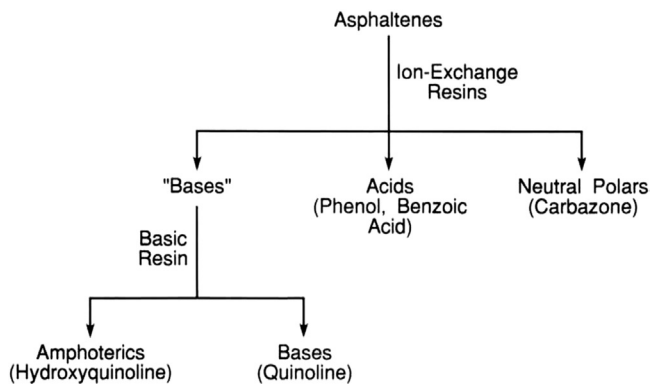 Asphaltenes
Ion-Exchange
Resins
"Bases"
Acids
(Phenol, Benzoic
Acid)
Neutral Polars
(Carbazone)
Basic
Resin
Amphoterics
(Hydroxyquinoline)
Bases
(Quinoline)